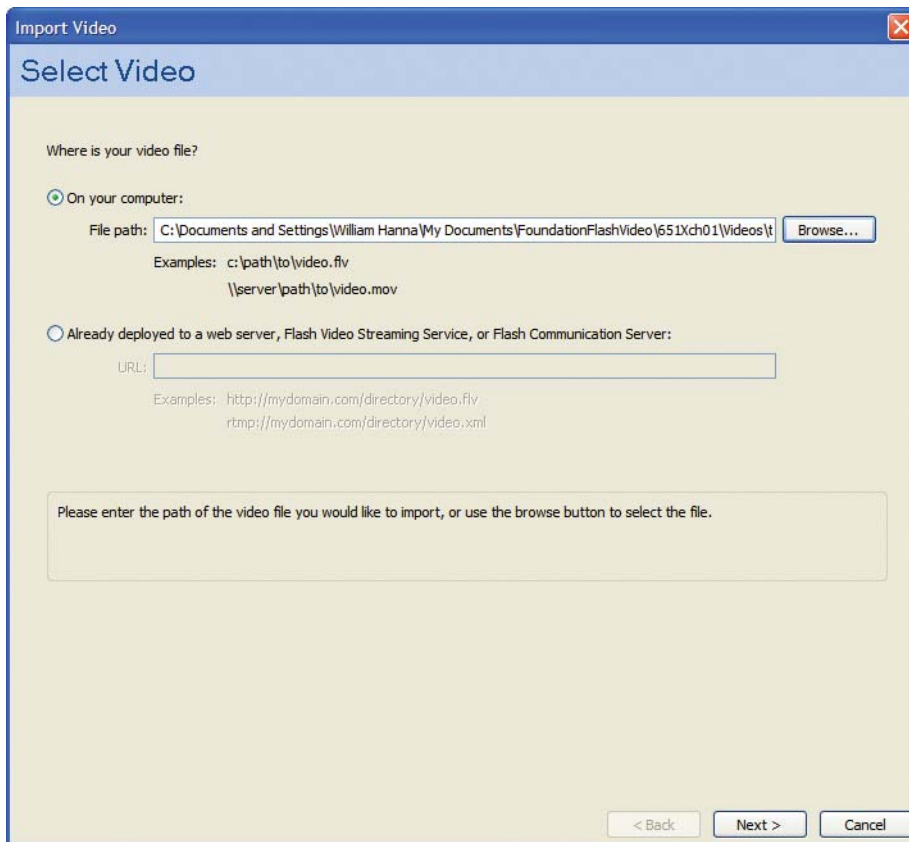 Import Video
Select Video
Where is your video file?
On your computer:
File path: C:\Documents and Settings\William Hanna\My Documents\FoundationFlashVideo\651Xch01\Videos\t Browse...
Examples: c:\path\to\video.flv
\\server\path\to\video.mov
Already deployed to a web server, Flash Video Streaming Service, or Flash Communication Server:
URL:
Examples: http://mydomain.com/directory/video.flv
rtmp://mydomain.com/directory/video.xml
Please enter the path of the video file you would like to import, or use the browse button to select the file.
< Back Next > Cancel